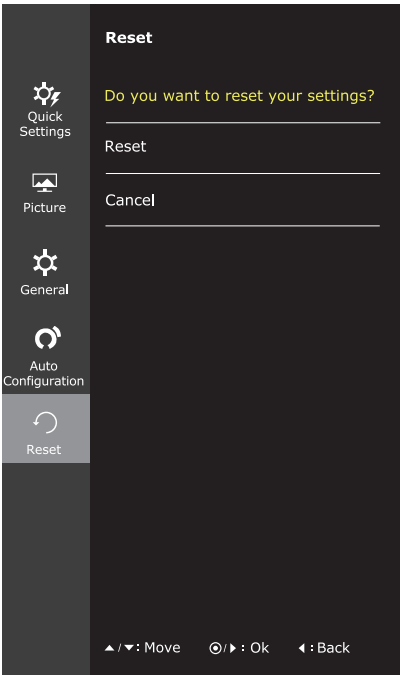 Reset
Do you want to reset your settings?
Reset
Cancel
Quick
Settings
Picture
General
Auto
Configuration
Reset
▲/▼: Move ◉/▶ : Ok ◀ : Back